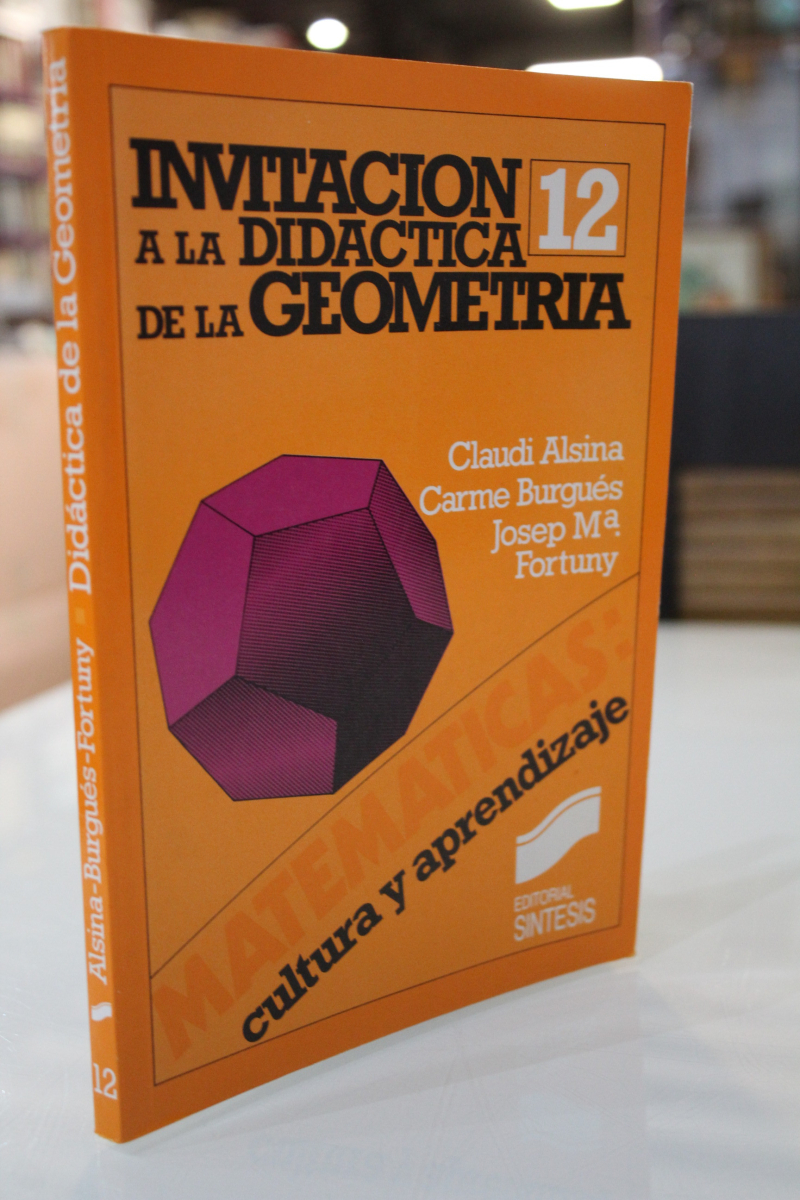 INVITACION
12
A LA DIDACTICA
DE LA GEOMETRIA
Claudi Alsina
Carme Burgués
Josep Mª.
Fortuny
MATEMATICAS:
cultura y aprendizaje
EDITORIAL
SINTESIS
Alsina-Burgués-Fortuny ▪ Didáctica de la Geometría
12